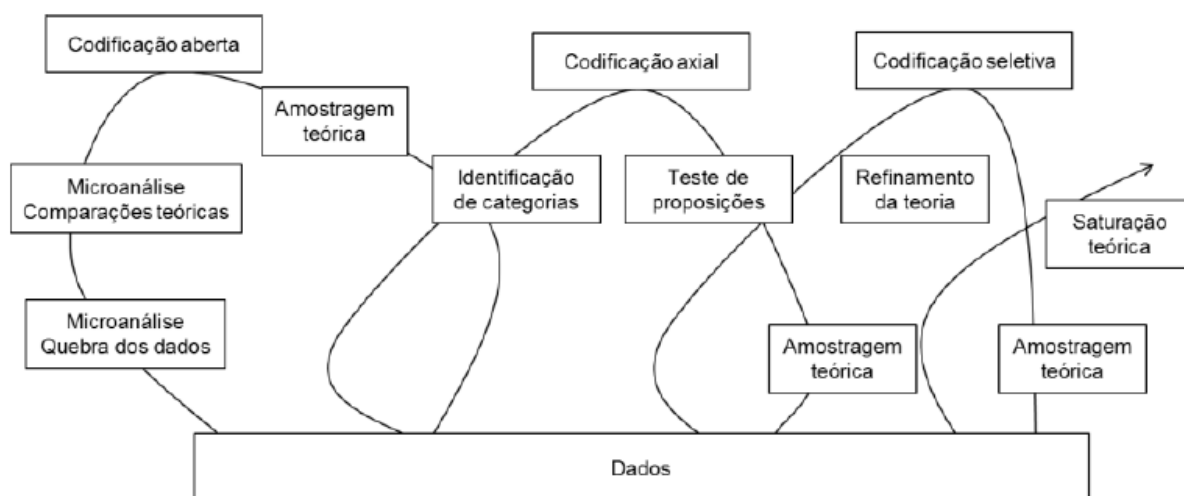 Codificação aberta
Codificação axial
Codificação seletiva
Amostragem
teórica
Microanálise
Comparações teóricas
Identificação
de categorias
Teste de
proposições
Refinamento
da teoria
Saturação
teórica
Microanálise
Quebra dos dados
Amostragem
teórica
Amostragem
teórica
Dados